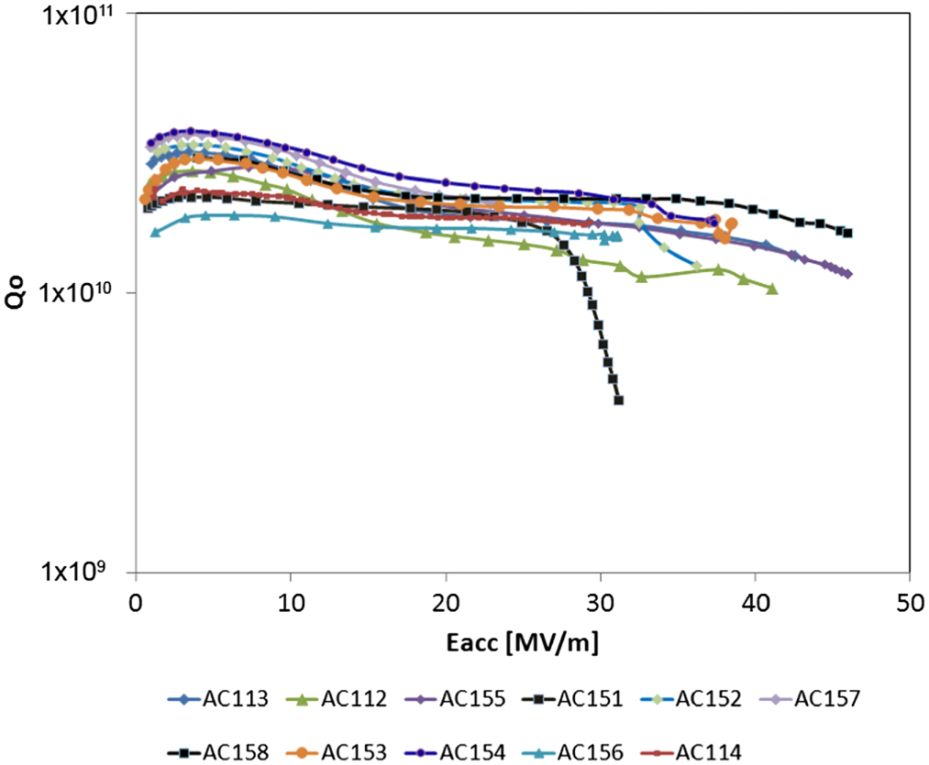 1x10¹¹
1x10¹⁰
1x10⁹
Qo
0 10 20 30 40 50
Eacc [MV/m]
AC113 AC112 AC155 AC151 AC152 AC157
AC158 AC153 AC154 AC156 AC114